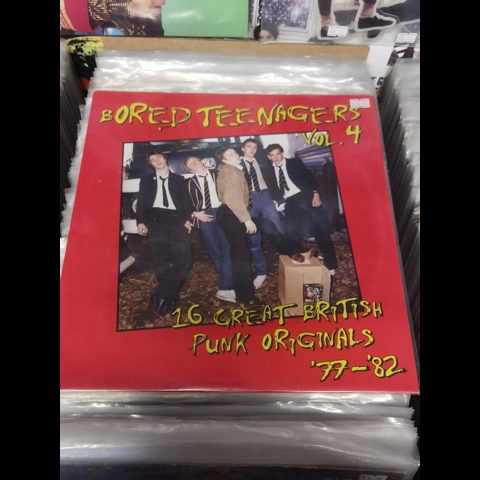 BORED TEENAGERS
VOL. 4
16 GREAT BRITISH
PUNK ORIGINALS
'77-'82